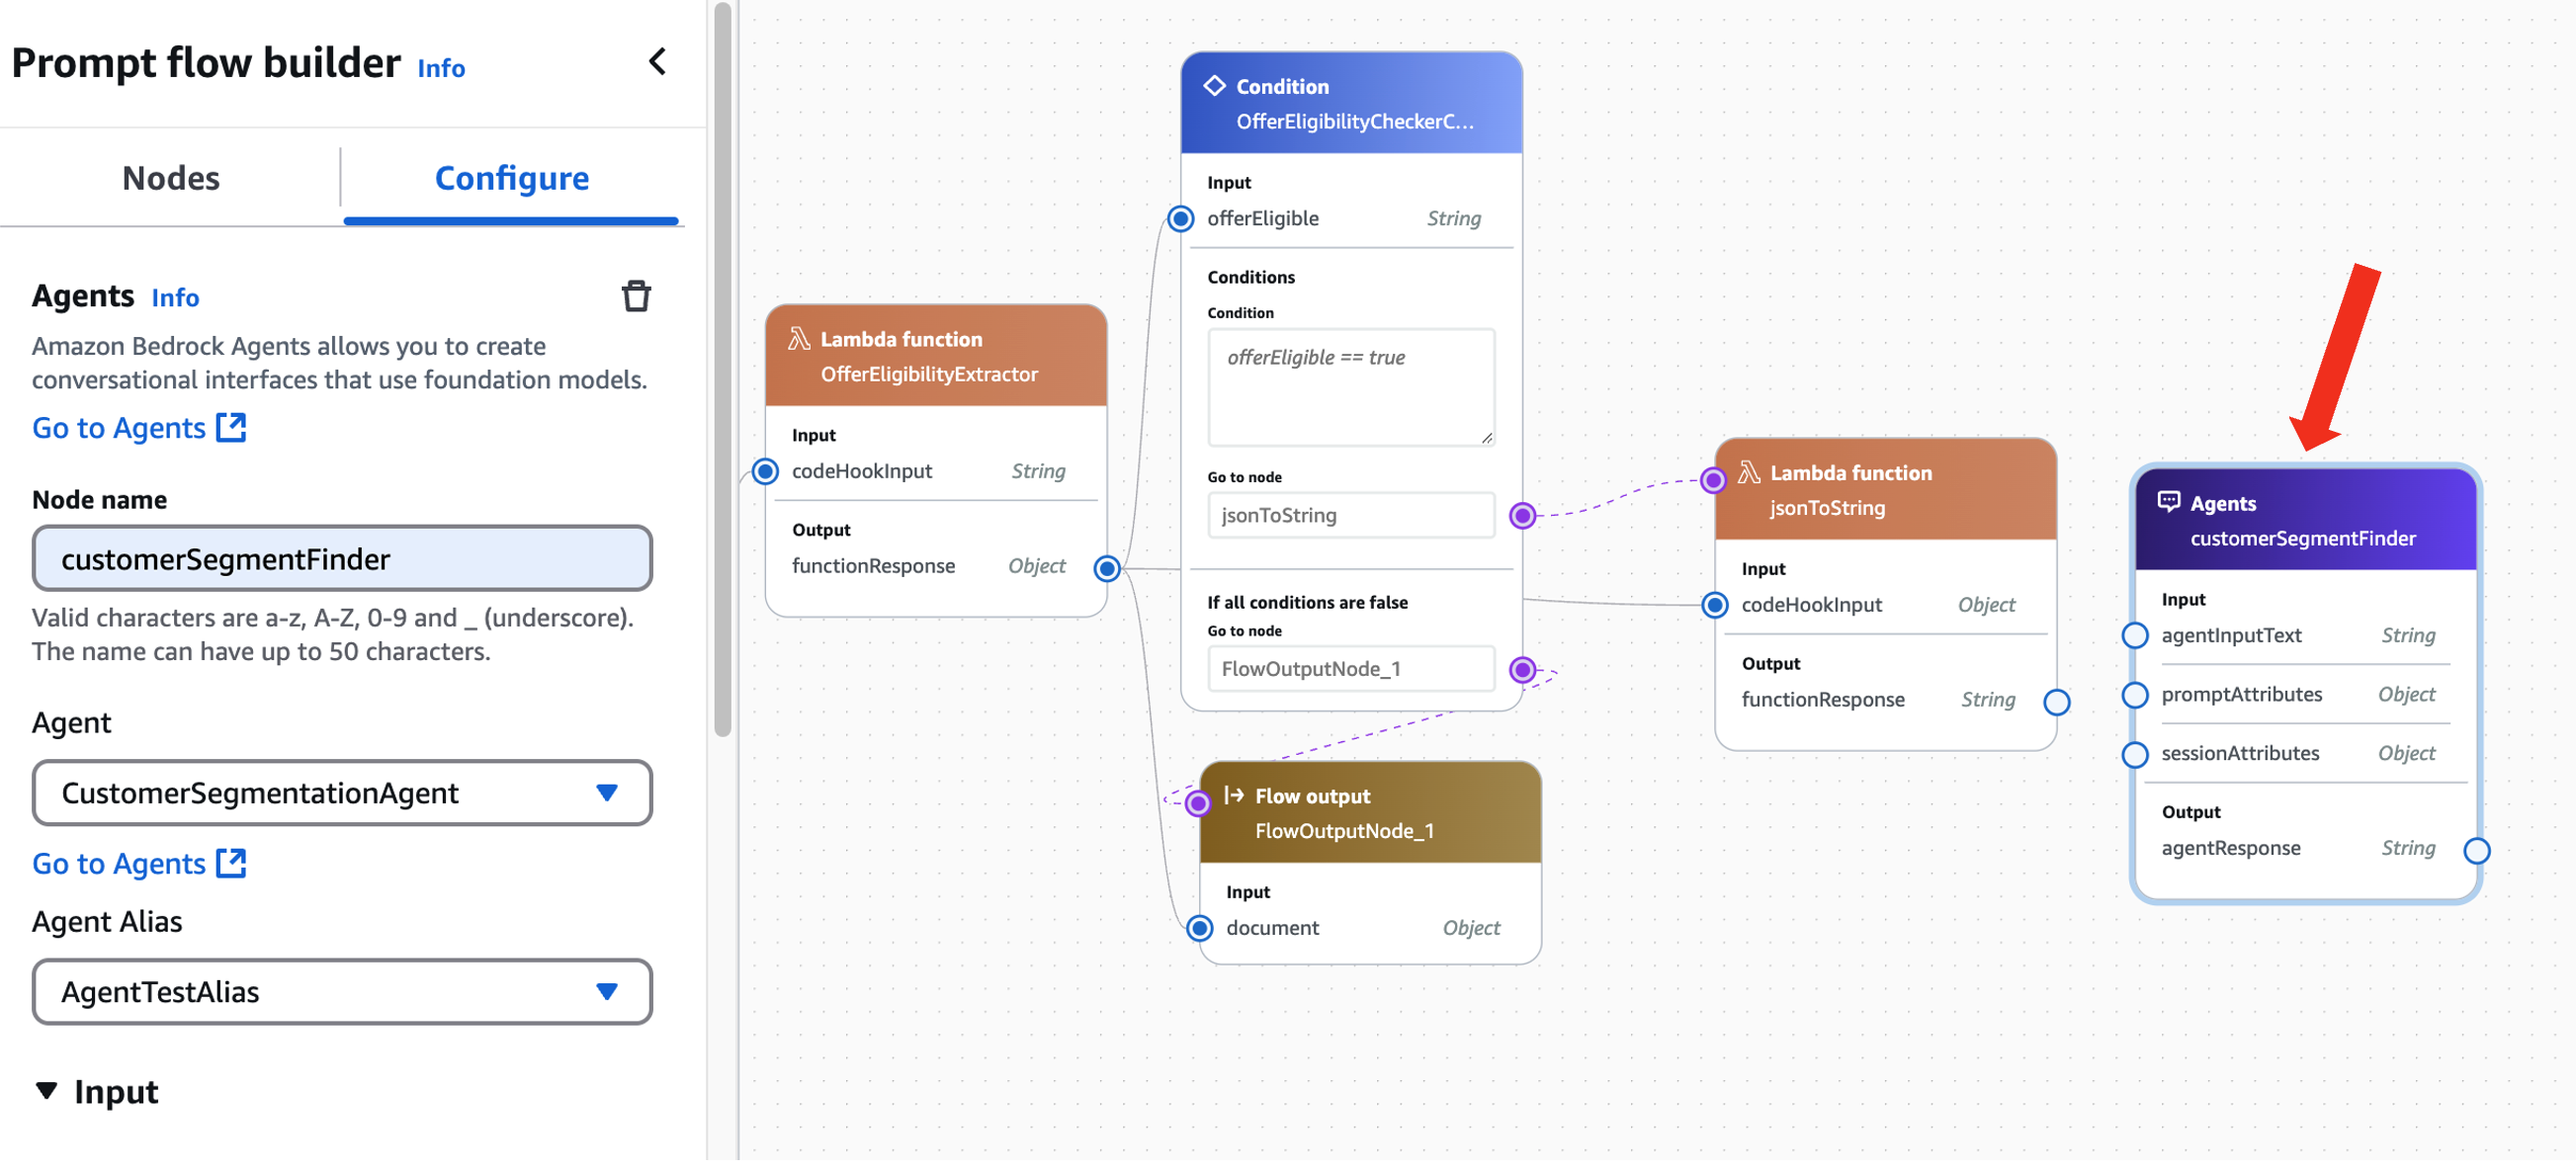 Prompt flow builder Info
Nodes
Configure
Agents Info
Amazon Bedrock Agents allows you to create
conversational interfaces that use foundation models.
Go to Agents
Node name
customerSegmentFinder
Valid characters are a-z, A-Z, 0-9 and _ (underscore).
The name can have up to 50 characters.
Agent
CustomerSegmentationAgent
Go to Agents
Agent Alias
AgentTestAlias
Input
Lambda function
OfferEligibilityExtractor
Input
codeHookInput String
Output
functionResponse Object
Condition
OfferEligibilityCheckerC...
Input
offerEligible String
Conditions
Condition
offerEligible == true
Go to node
jsonToString
If all conditions are false
Go to node
FlowOutputNode_1
Flow output
FlowOutputNode_1
Input
document Object
Lambda function
jsonToString
Input
codeHookInput Object
Output
functionResponse String
Agents
customerSegmentFinder
Input
agentInputText String
promptAttributes Object
sessionAttributes Object
Output
agentResponse String